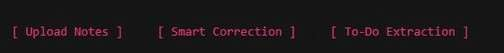 [ Upload Notes ] [ Smart Correction ] [ To-Do Extraction ]